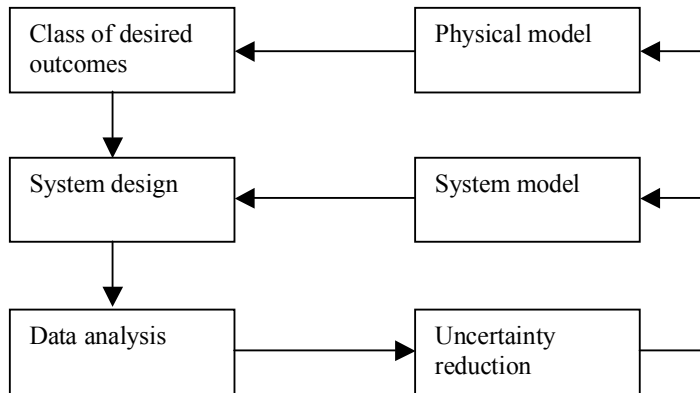 Class of desired
outcomes
Physical model
System design
System model
Data analysis
Uncertainty
reduction